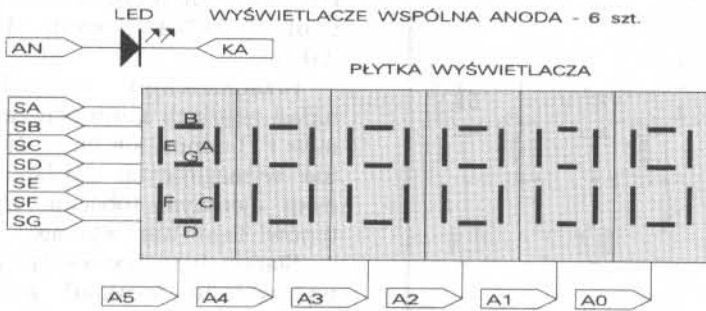 LED WYŚWIETLACZE WSPÓLNA ANODA - 6 szt.
AN KA
PŁYTKA WYŚWIETLACZA
SA
SB
SC
SD
SE
SF
SG
B
E A
G
F C
D
A5 A4 A3 A2 A1 A0